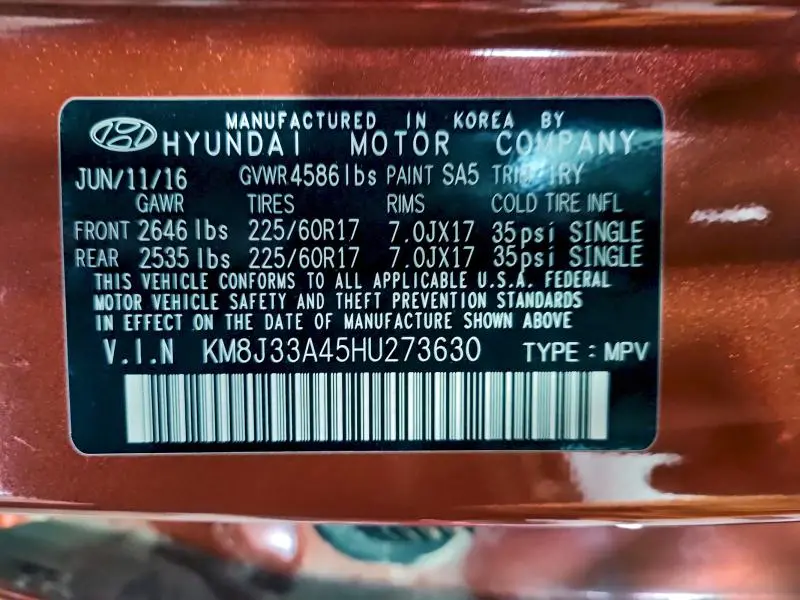 MANUFACTURED IN KOREA BY
HYUNDAI MOTOR COMPANY
JUN/11/16 GVWR 4586 lbs PAINT SA5 TRIM 1RY
GAWR TIRES RIMS COLD TIRE INFL
FRONT 2646 lbs 225/60R17 7.0JX17 35psi SINGLE
REAR 2535 lbs 225/60R17 7.0JX17 35psi SINGLE
THIS VEHICLE CONFORMS TO ALL APPLICABLE U.S.A. FEDERAL
MOTOR VEHICLE SAFETY AND THEFT PREVENTION STANDARDS
IN EFFECT ON THE DATE OF MANUFACTURE SHOWN ABOVE
V.I.N KM8J33A45HU273630 TYPE : MPV